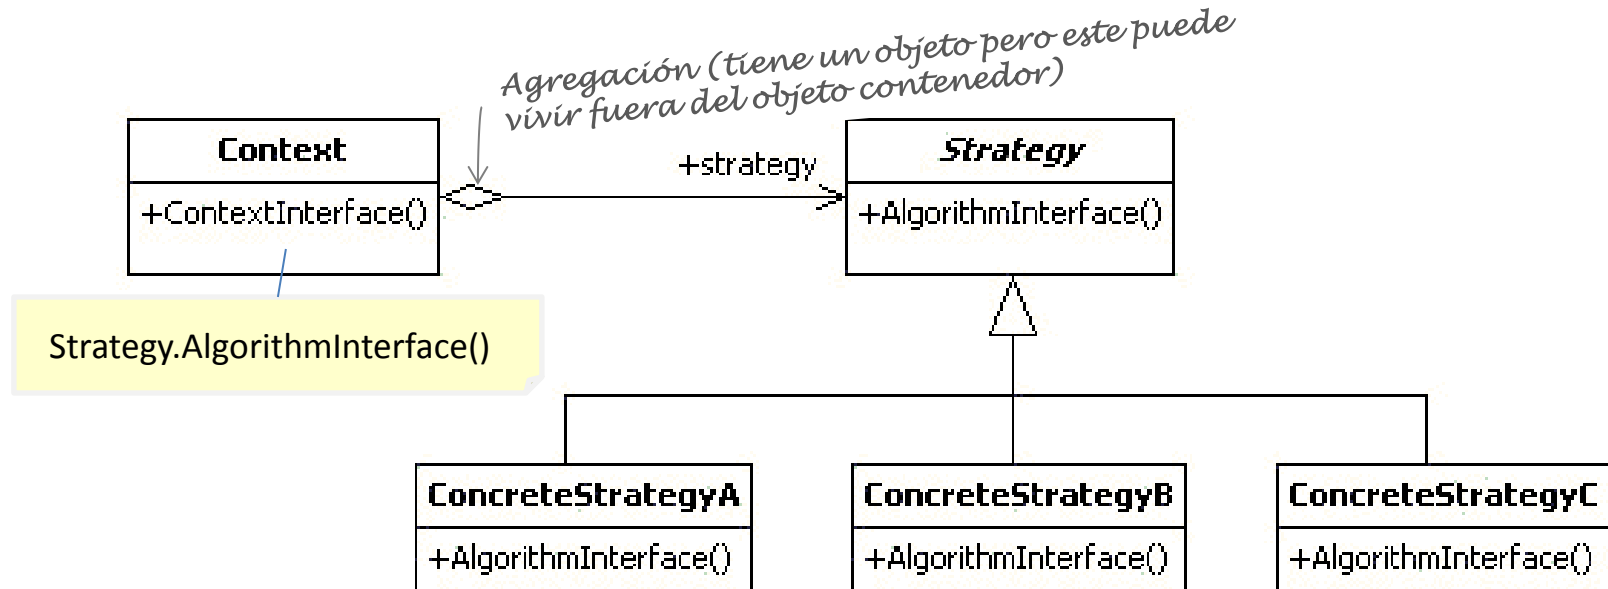 Agregación (tiene un objeto pero este puede
vivir fuera del objeto contenedor)
Context
+ContextInterface()
+strategy
Strategy
+AlgorithmInterface()
Strategy.AlgorithmInterface()
ConcreteStrategyA
+AlgorithmInterface()
ConcreteStrategyB
+AlgorithmInterface()
ConcreteStrategyC
+AlgorithmInterface()